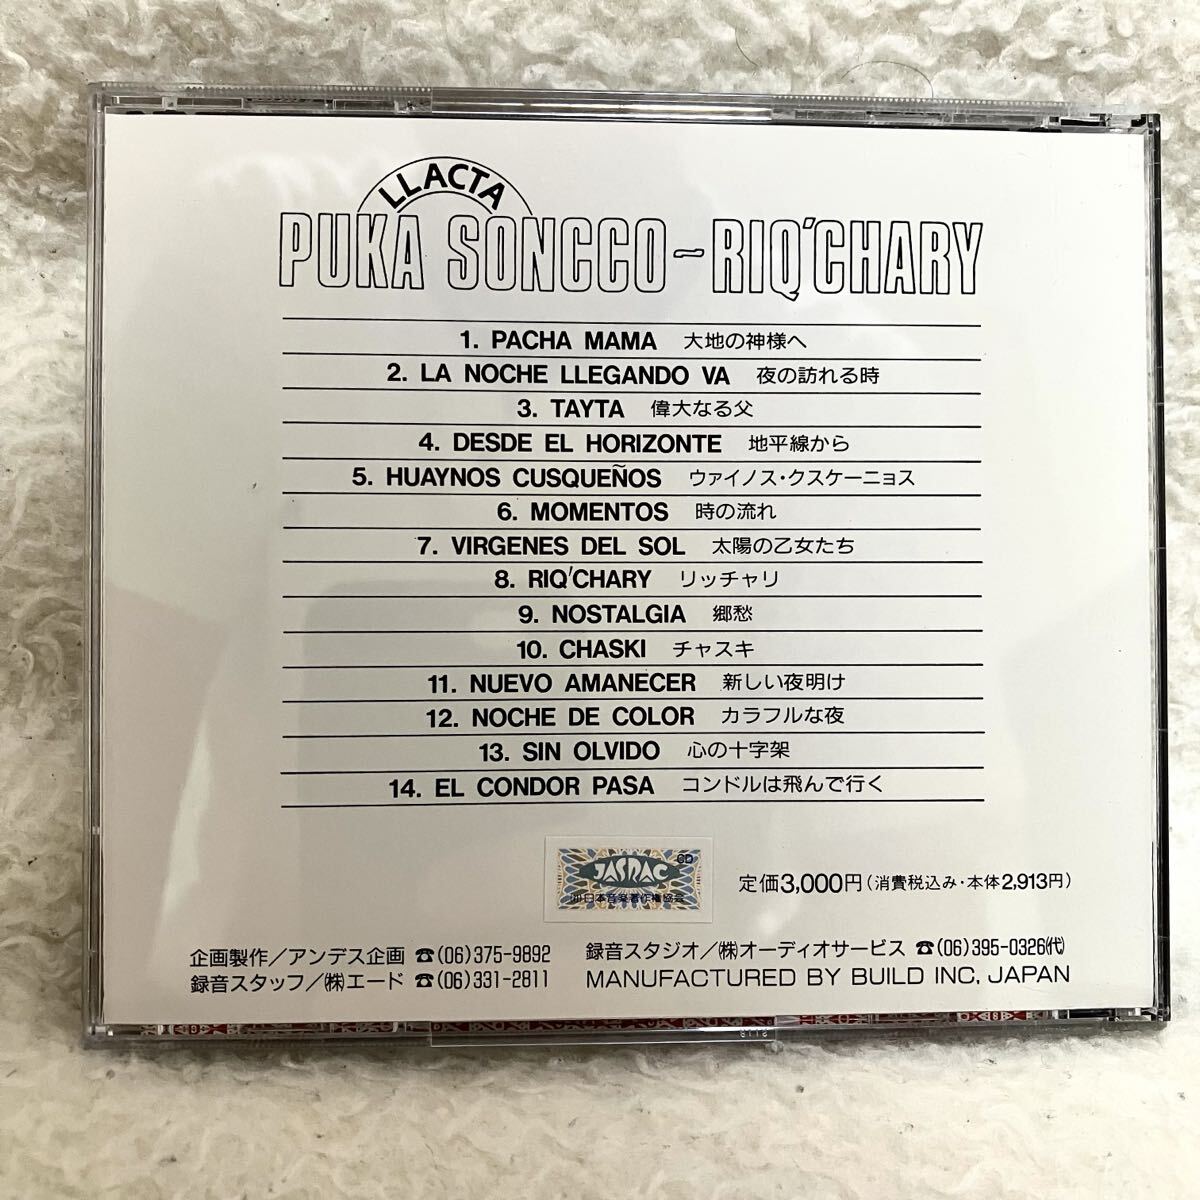 LLACTA
PUKA SONCCO～RIQ'CHARY
1. PACHA MAMA 大地の神様へ
2. LA NOCHE LLEGANDO VA 夜の訪れる時
3. TAYTA 偉大なる父
4. DESDE EL HORIZONTE 地平線から
5. HUAYNOS CUSQUEÑOS ウァイノス・クスケーニョス
6. MOMENTOS 時の流れ
7. VIRGENES DEL SOL 太陽の乙女たち
8. RIQ'CHARY リッチャリ
9. NOSTALGIA 郷愁
10. CHASKI チャスキ
11. NUEVO AMANECER 新しい夜明け
12. NOCHE DE COLOR カラフルな夜
13. SIN OLVIDO 心の十字架
14. EL CONDOR PASA コンドルは飛んで行く
JASRAC CD
日本音楽著作権協会
定価3,000円(消費税込み・本体2,913円)
企画製作／アンデス企画 ☎(06)375-9892
録音スタッフ／㈱エード ☎(06)331-2811
録音スタジオ／㈱オーディオサービス ☎(06)395-0326(代)
MANUFACTURED BY BUILD INC, JAPAN